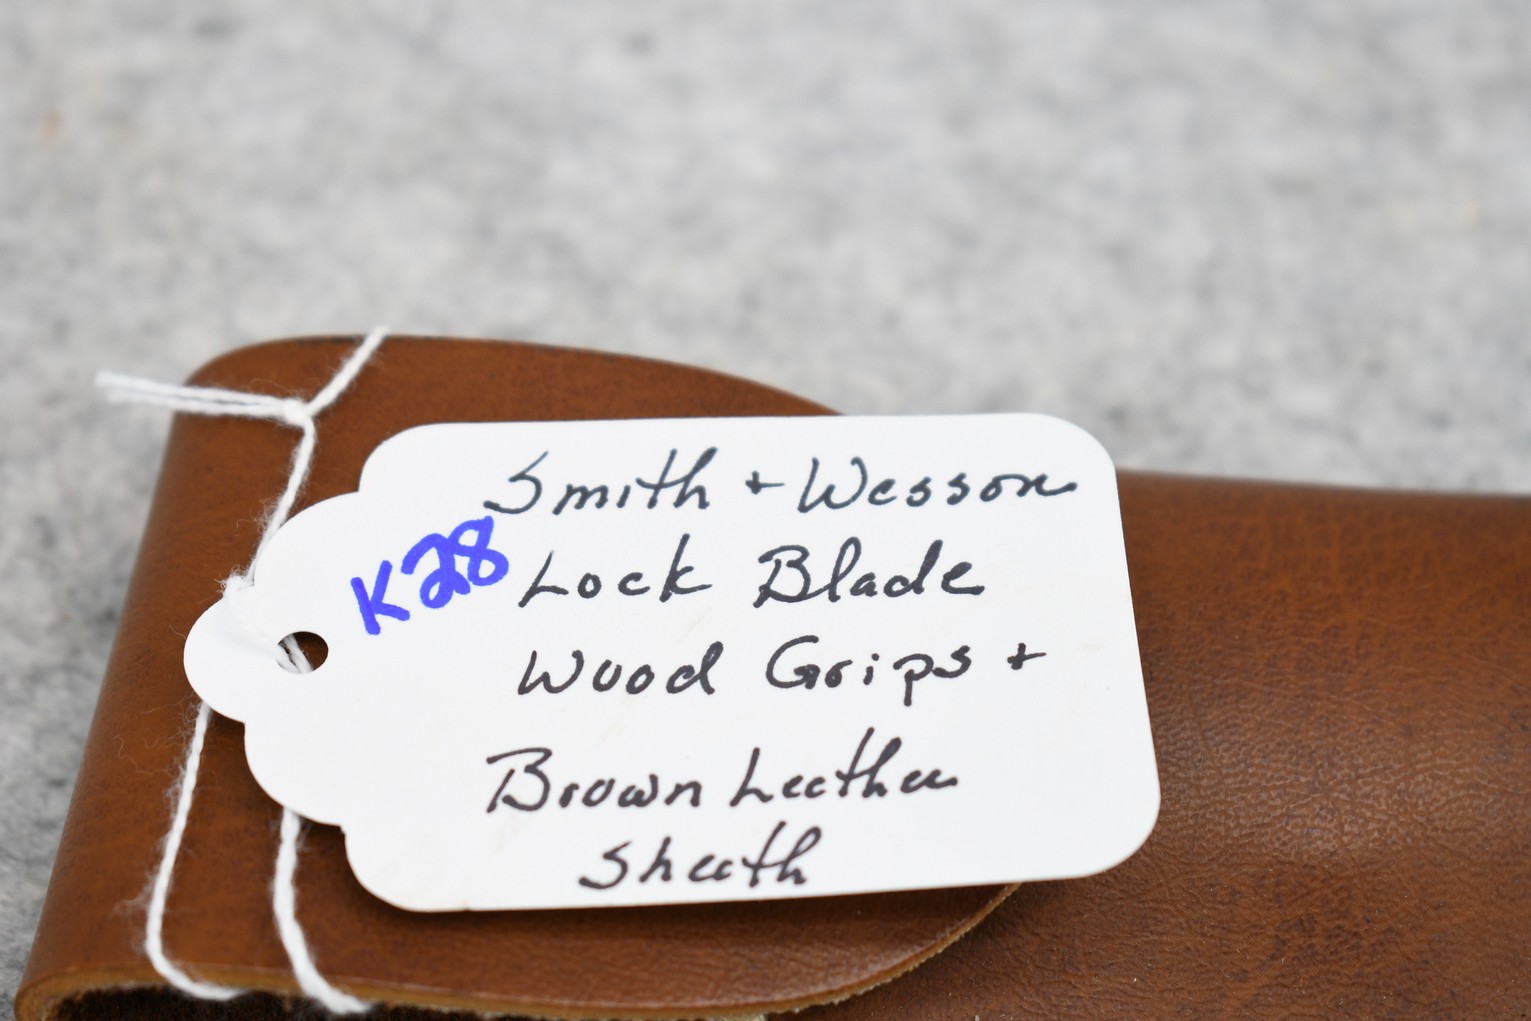 Smith + Wesson
K28
Lock Blade
Wood Grips +
Brown Leather
Sheath